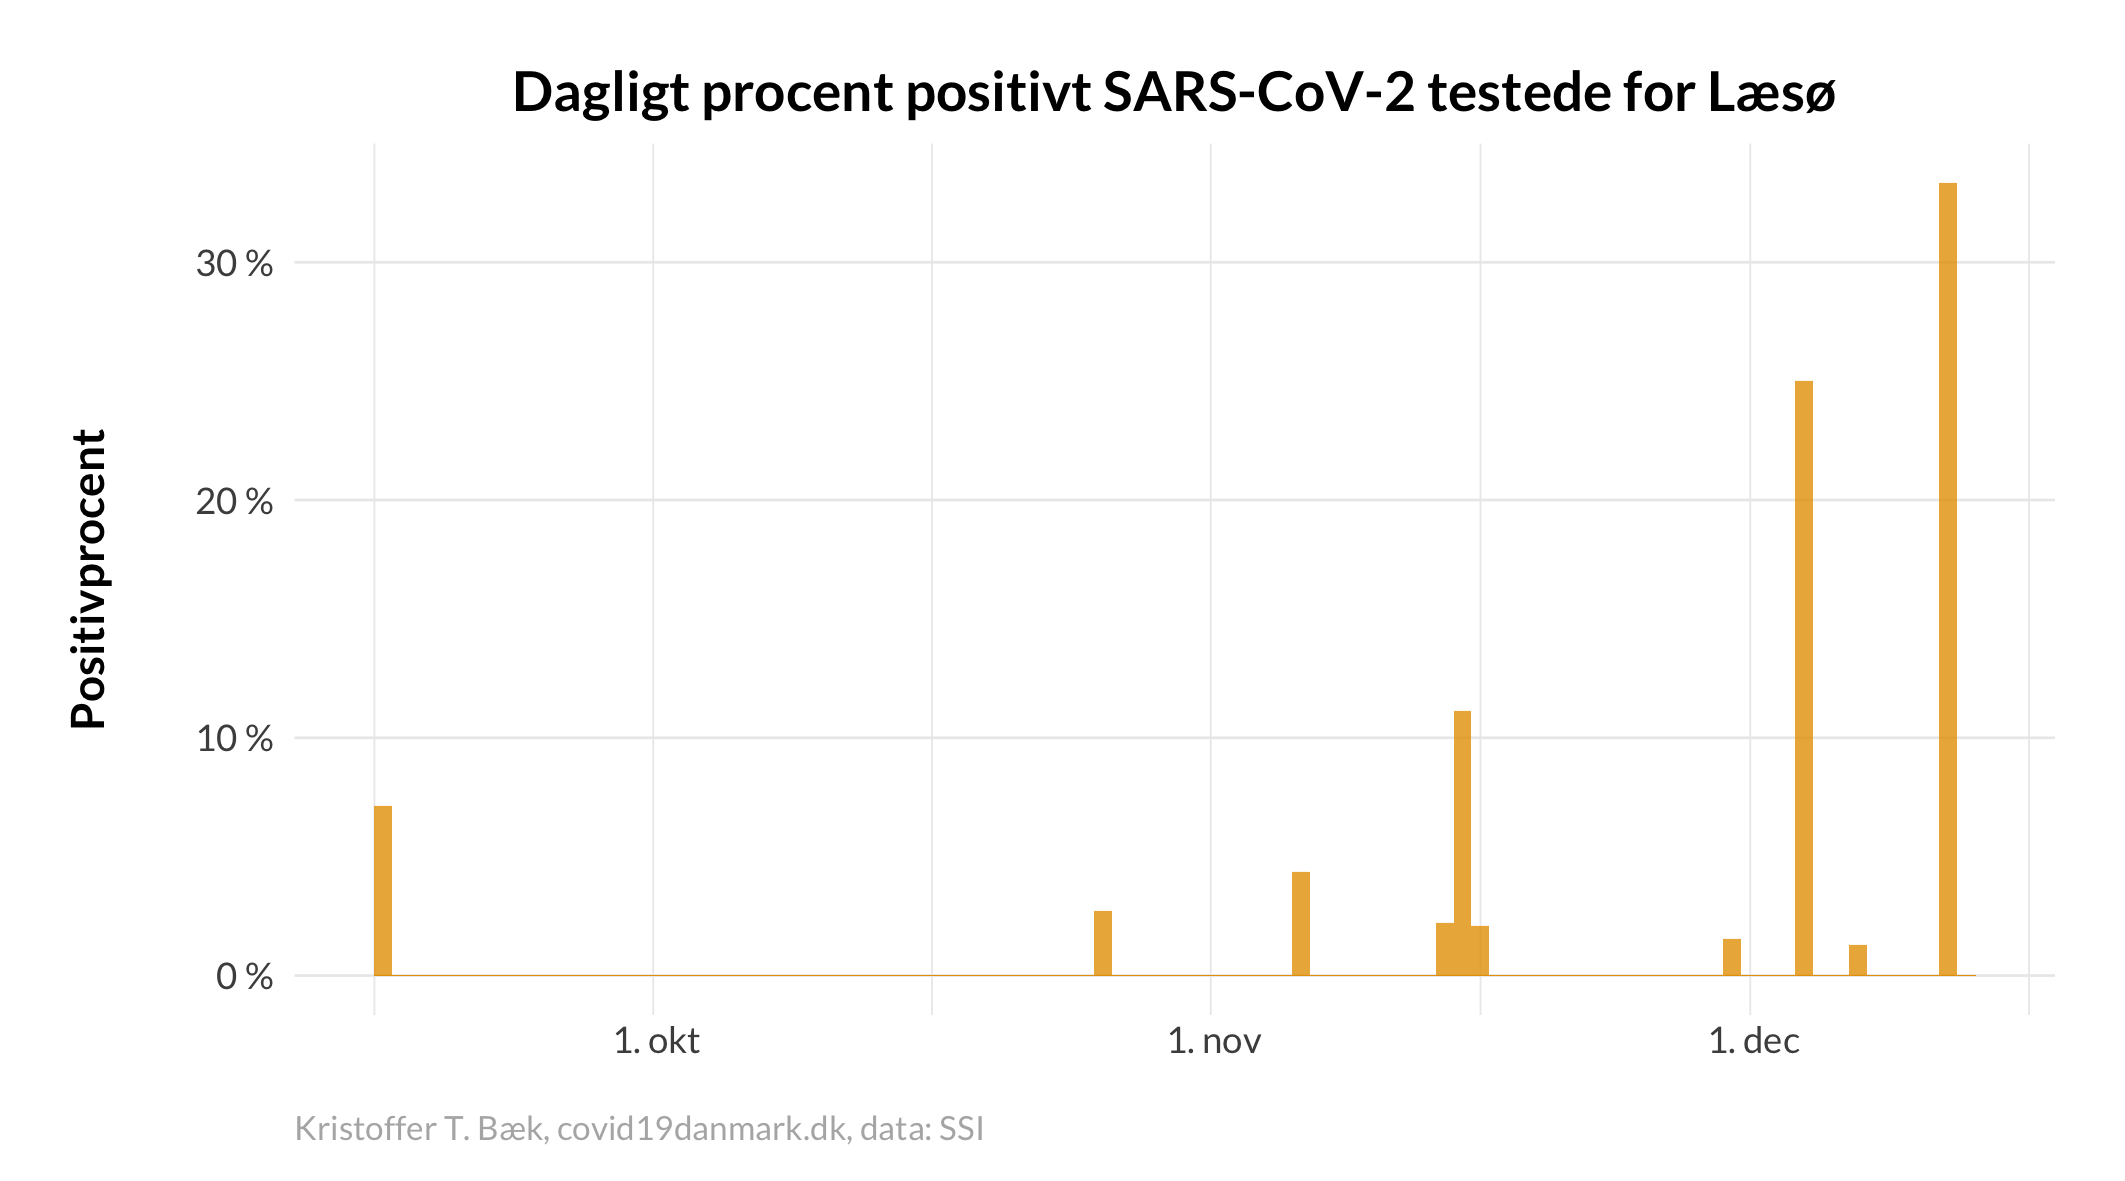 Dagligt procent positivt SARS-CoV-2 testede for Læsø
Positivprocent
30 %
20 %
10 %
0 %
1. okt
1. nov
1. dec
Kristoffer T. Bæk, covid19danmark.dk, data: SSI